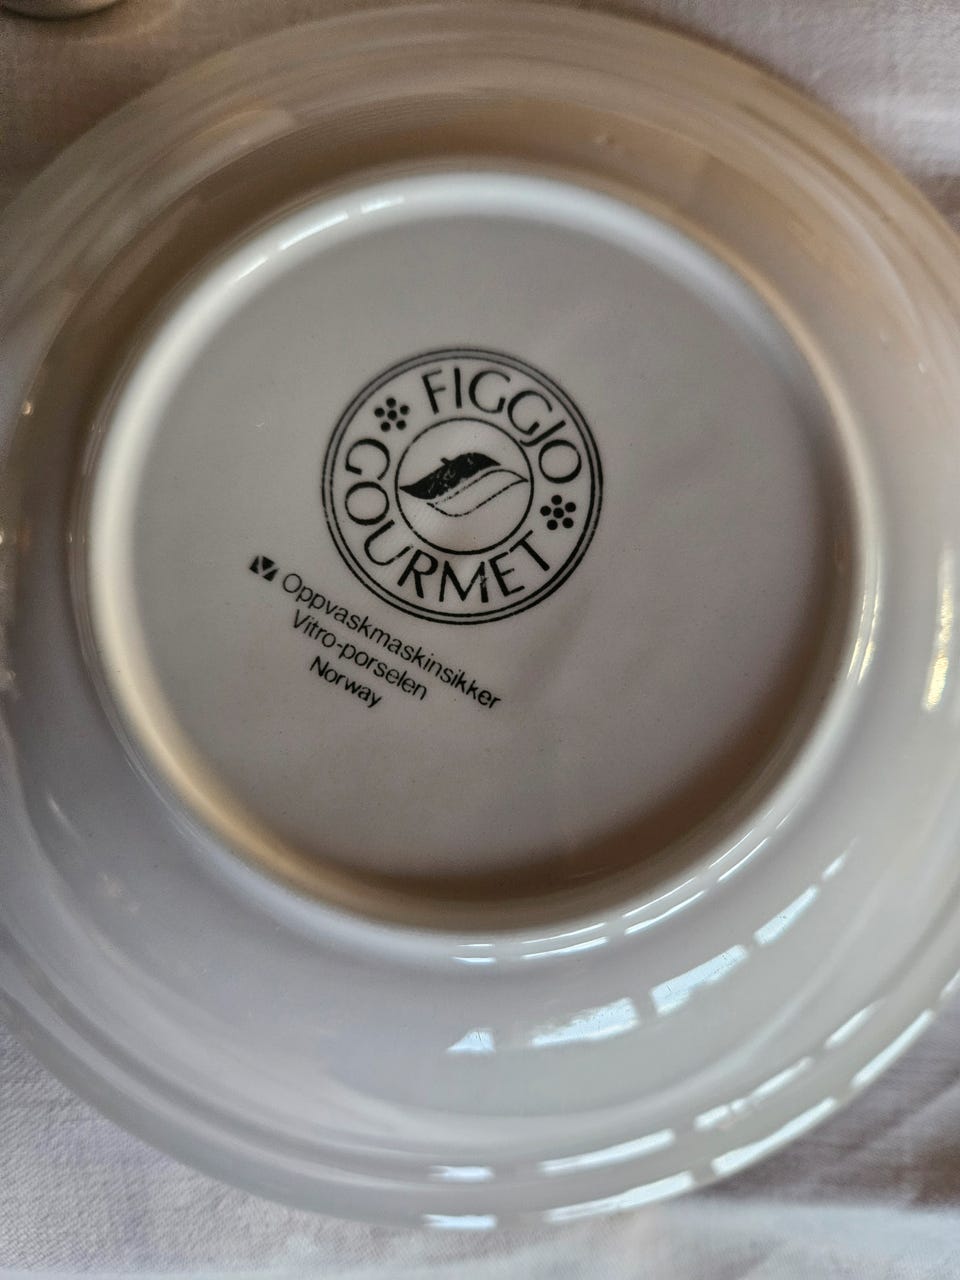 FIGGJO
GOURMET
Oppvaskmaskinsikker
Vitro-porselen
Norway